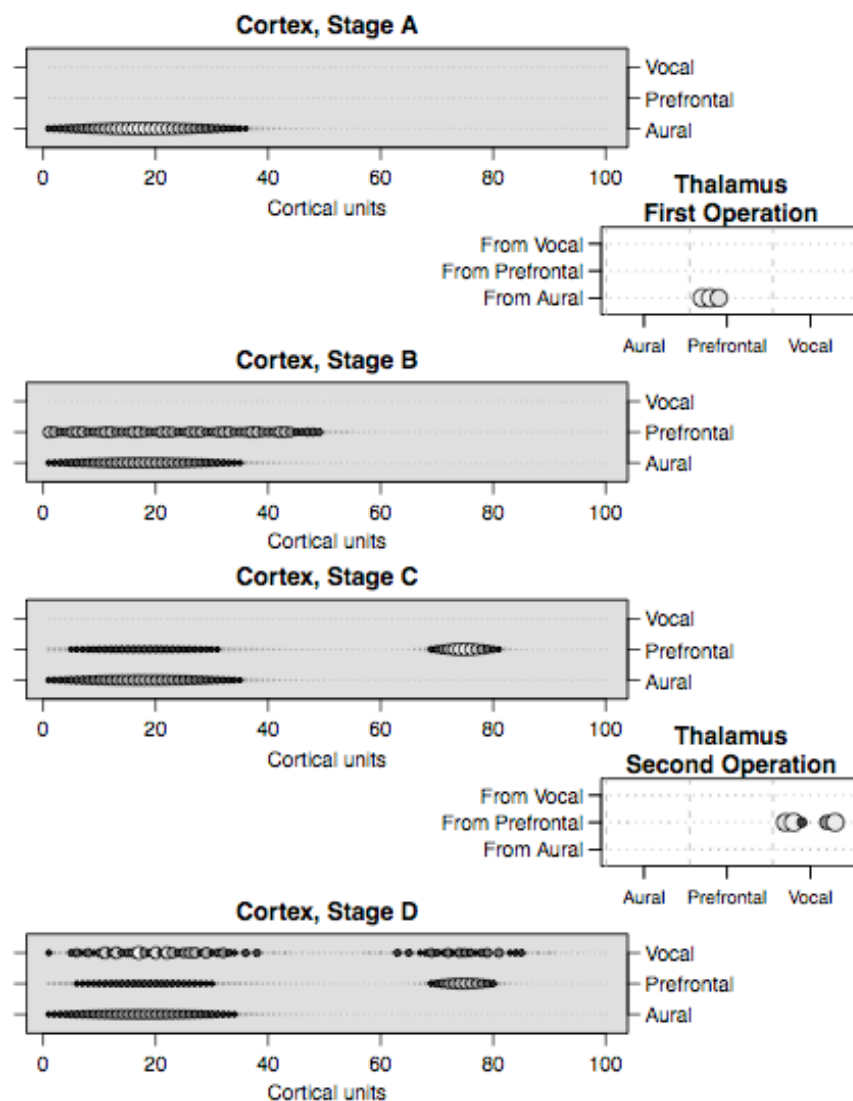 Cortex, Stage A
Vocal
Prefrontal
Aural
0 20 40 60 80 100
Cortical units
Thalamus
First Operation
From Vocal
From Prefrontal
From Aural
Aural Prefrontal Vocal
Cortex, Stage B
Vocal
Prefrontal
Aural
0 20 40 60 80 100
Cortical units
Cortex, Stage C
Vocal
Prefrontal
Aural
0 20 40 60 80 100
Cortical units
Thalamus
Second Operation
From Vocal
From Prefrontal
From Aural
Aural Prefrontal Vocal
Cortex, Stage D
Vocal
Prefrontal
Aural
0 20 40 60 80 100
Cortical units